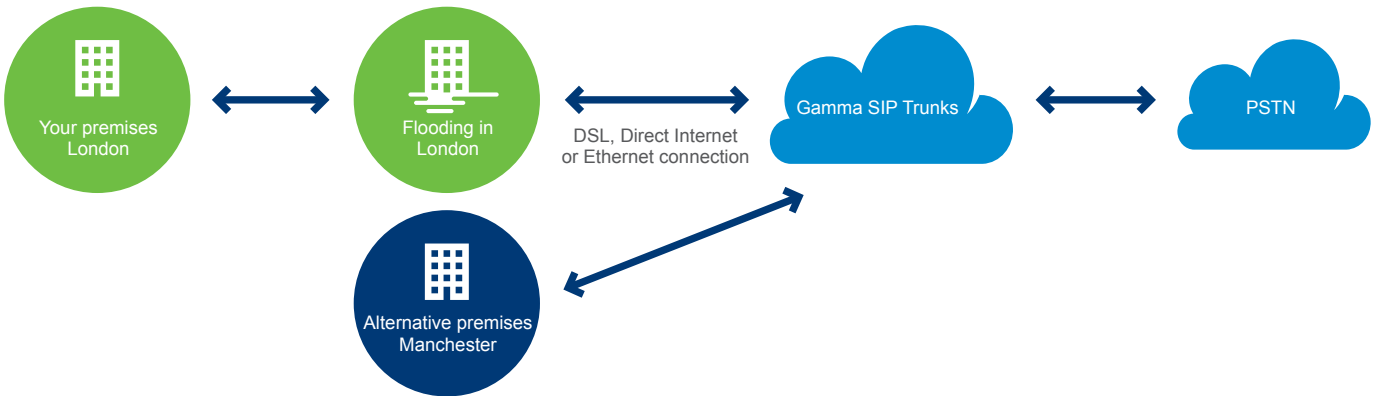 Your premises
London
Flooding in
London
DSL, Direct Internet
or Ethernet connection
Gamma SIP Trunks
PSTN
Alternative premises
Manchester